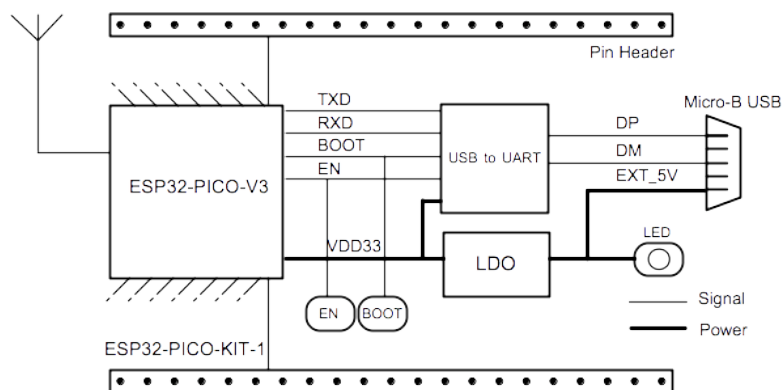 Pin Header
TXD
RXD
BOOT
EN
ESP32-PICO-V3
USB to UART
DP
DM
EXT_5V
Micro-B USB
VDD33
LDO
LED
EN
BOOT
Signal
Power
ESP32-PICO-KIT-1